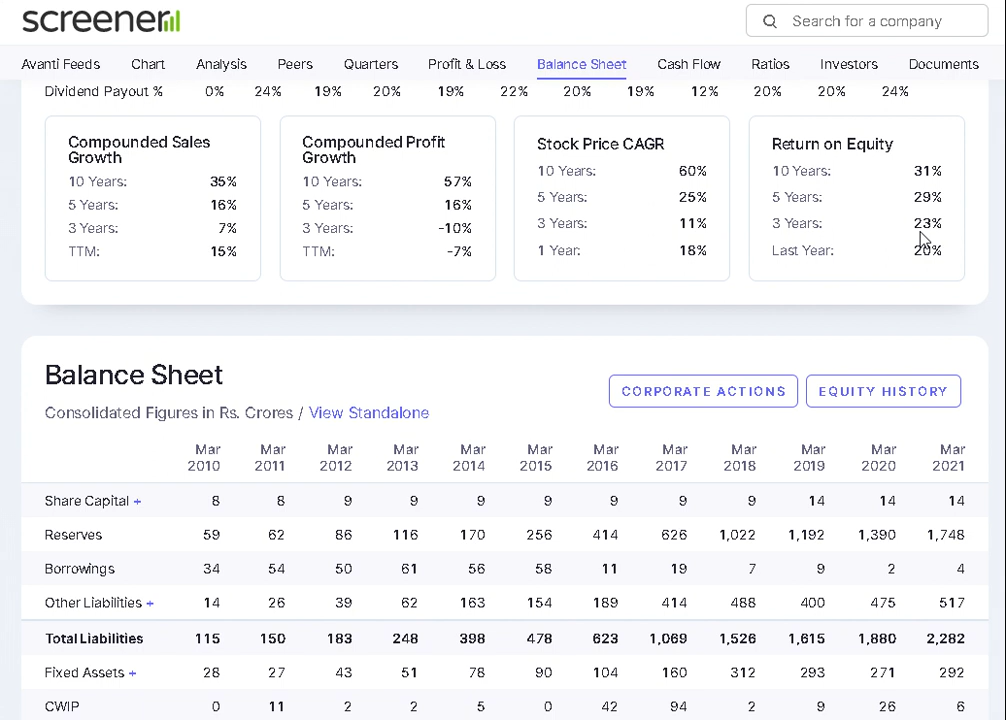 screener
Search for a company
Avanti Feeds Chart Analysis Peers Quarters Profit & Loss Balance Sheet Cash Flow Ratios Investors Documents
Dividend Payout % 0% 24% 19% 20% 19% 22% 20% 19% 12% 20% 20% 24%
Compounded Sales Growth
10 Years: 35%
5 Years: 16%
3 Years: 7%
TTM: 15%
Compounded Profit Growth
10 Years: 57%
5 Years: 16%
3 Years: -10%
TTM: -7%
Stock Price CAGR
10 Years: 60%
5 Years: 25%
3 Years: 11%
1 Year: 18%
Return on Equity
10 Years: 31%
5 Years: 29%
3 Years: 23%
Last Year: 20%
Balance Sheet
CORPORATE ACTIONS EQUITY HISTORY
Consolidated Figures in Rs. Crores / View Standalone
Mar 2010 Mar 2011 Mar 2012 Mar 2013 Mar 2014 Mar 2015 Mar 2016 Mar 2017 Mar 2018 Mar 2019 Mar 2020 Mar 2021
Share Capital + 8 8 9 9 9 9 9 9 9 14 14 14
Reserves 59 62 86 116 170 256 414 626 1,022 1,192 1,390 1,748
Borrowings 34 54 50 61 56 58 11 19 7 9 2 4
Other Liabilities + 14 26 39 62 163 154 189 414 488 400 475 517
Total Liabilities 115 150 183 248 398 478 623 1,069 1,526 1,615 1,880 2,282
Fixed Assets + 28 27 43 51 78 90 104 160 312 293 271 292
CWIP 0 11 2 2 5 0 42 94 2 9 26 6